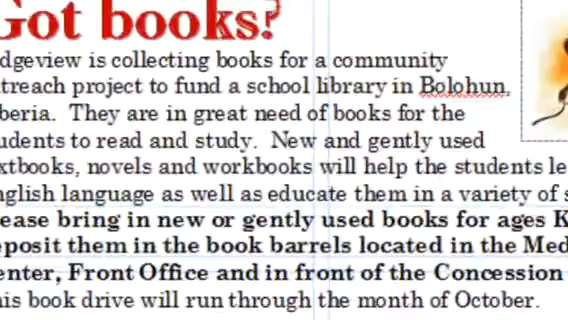 Got books?
dgeview is collecting books for a community
treach project to fund a school library in Bolohun,
beria. They are in great need of books for the
udents to read and study. New and gently used
xtbooks, novels and workbooks will help the students le
nglish language as well as educate them in a variety of s
ease bring in new or gently used books for ages K
eposit them in the book barrels located in the Med
enter, Front Office and in front of the Concession
is book drive will run through the month of October.